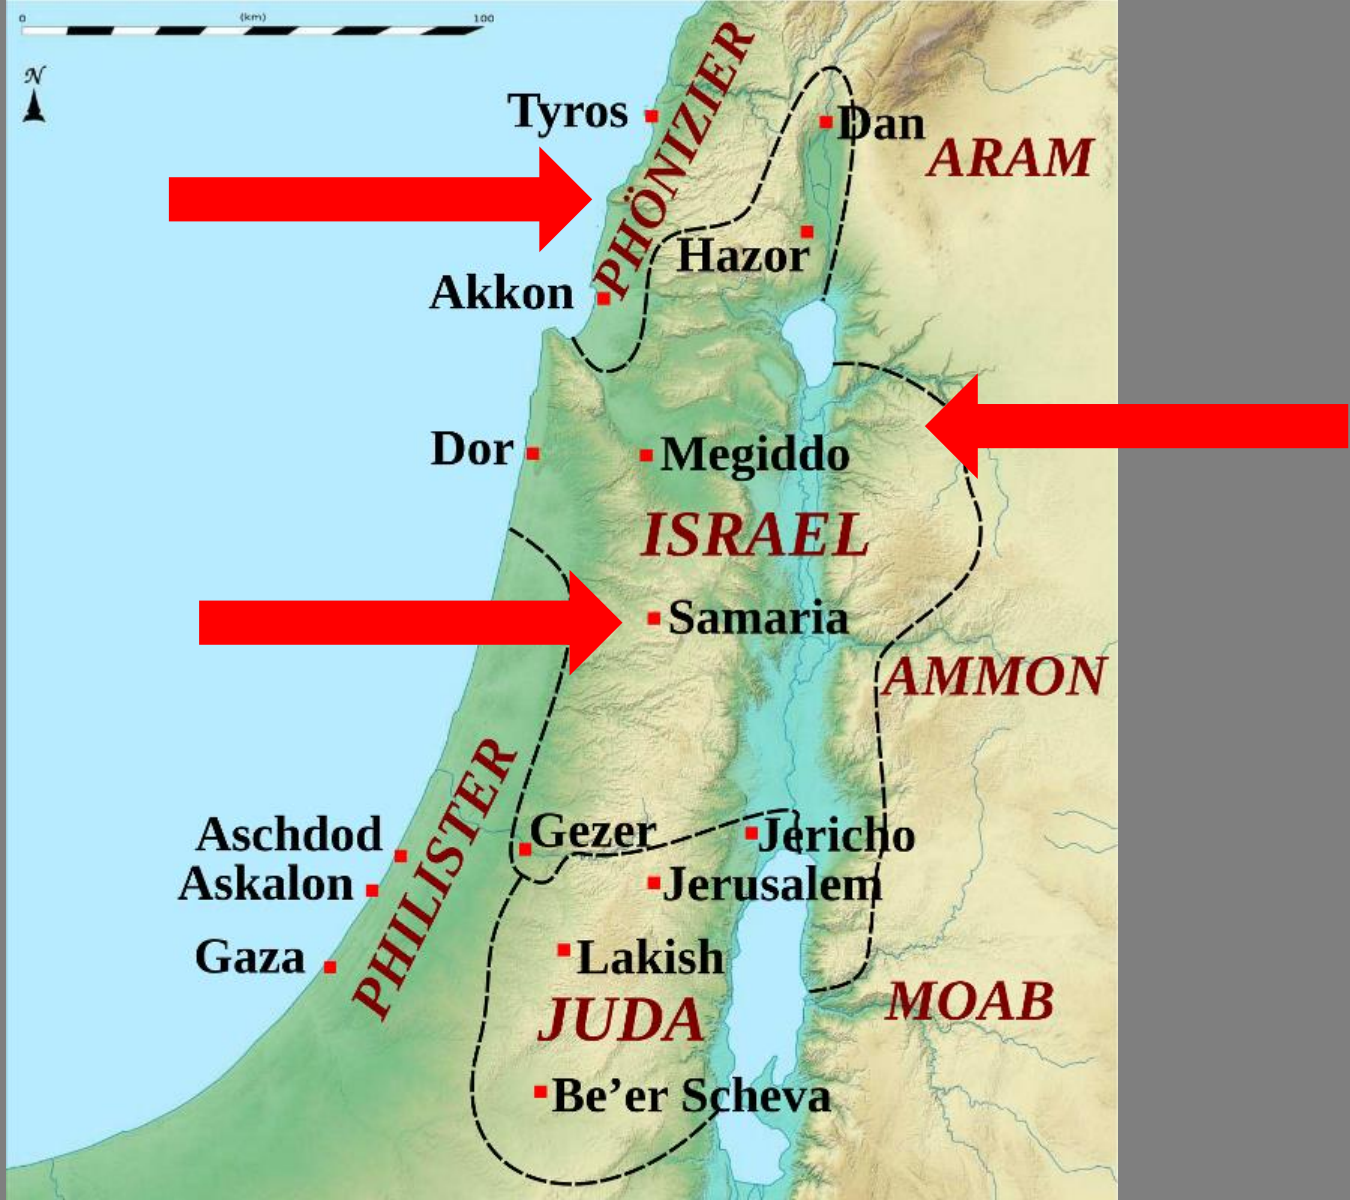 0 (km) 100
N
Tyros
PHÖNIZIER
Dan
ARAM
Hazor
Akkon
Dor
Megiddo
ISRAEL
Samaria
AMMON
PHILISTER
Aschdod
Gezer
Jericho
Askalon
Jerusalem
Gaza
Lakish
JUDA
MOAB
Be’er Scheva